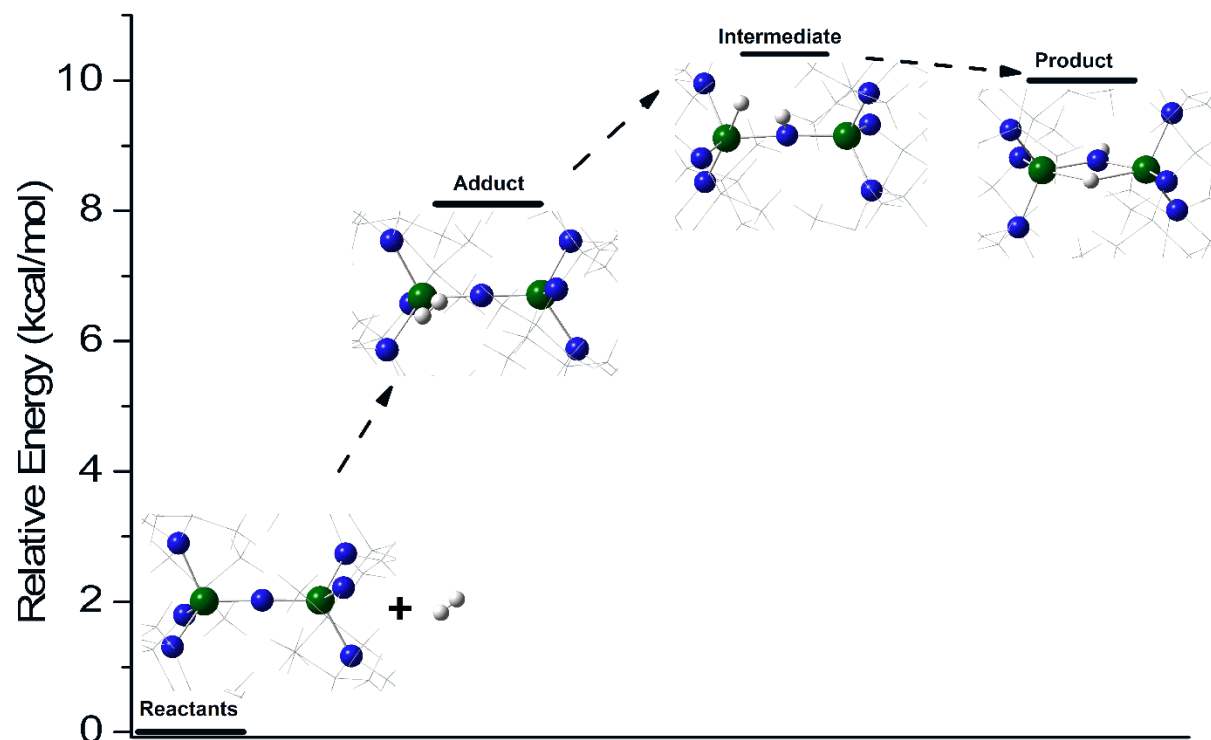 Relative Energy (kcal/mol)
10
8
6
4
2
0
Intermediate
Product
Adduct
+
Reactants